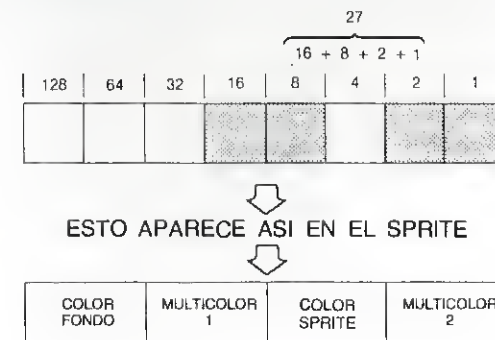 27
16 + 8 + 2 + 1
128 64 32 16 8 4 2 1
ESTO APARECE ASI EN EL SPRITE
COLOR FONDO MULTICOLOR 1 COLOR SPRITE MULTICOLOR 2